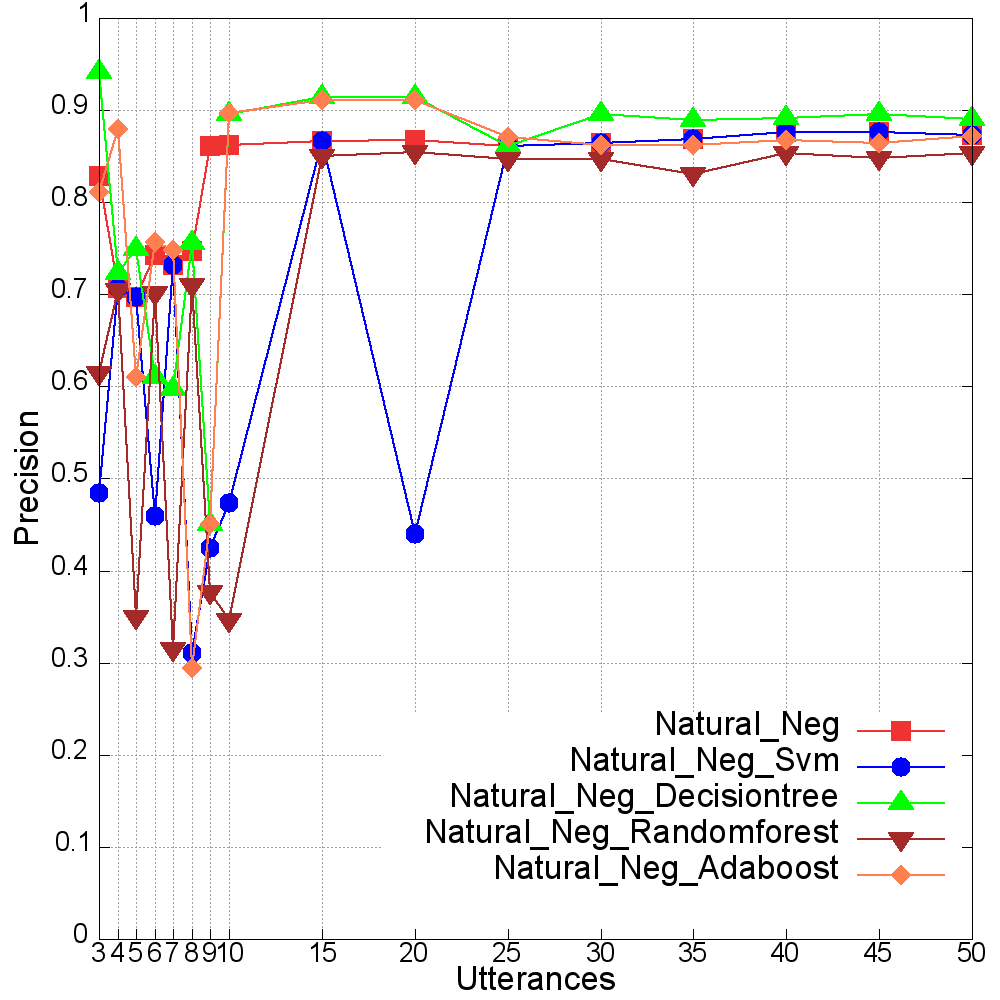 1
0.9
0.8
0.7
0.6
0.5
0.4
0.3
0.2
0.1
0
Precision
Natural_Neg
Natural_Neg_Svm
Natural_Neg_Decisiontree
Natural_Neg_Randomforest
Natural_Neg_Adaboost
3 4 5 6 7 8 9 10 15 20 25 30 35 40 45 50
Utterances